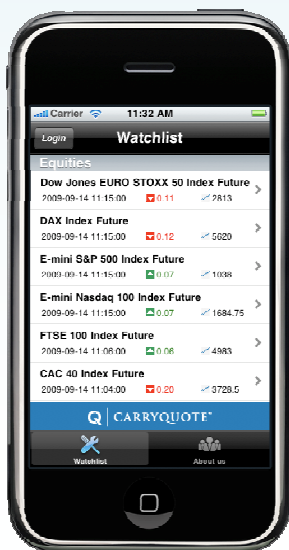 Carrier 11:32 AM
Login Watchlist
Equities
Dow Jones EURO STOXX 50 Index Future
2009-09-14 11:15:00 0.11 2813
DAX Index Future
2009-09-14 11:15:00 0.12 5620
E-mini S&P 500 Index Future
2009-09-14 11:15:00 0.07 1038
E-mini Nasdaq 100 Index Future
2009-09-14 11:15:00 0.07 1684.75
FTSE 100 Index Future
2009-09-14 11:06:00 0.06 4983
CAC 40 Index Future
2009-09-14 11:04:00 0.20 3728.5
Q CARRYQUOTE
Watchlist About us